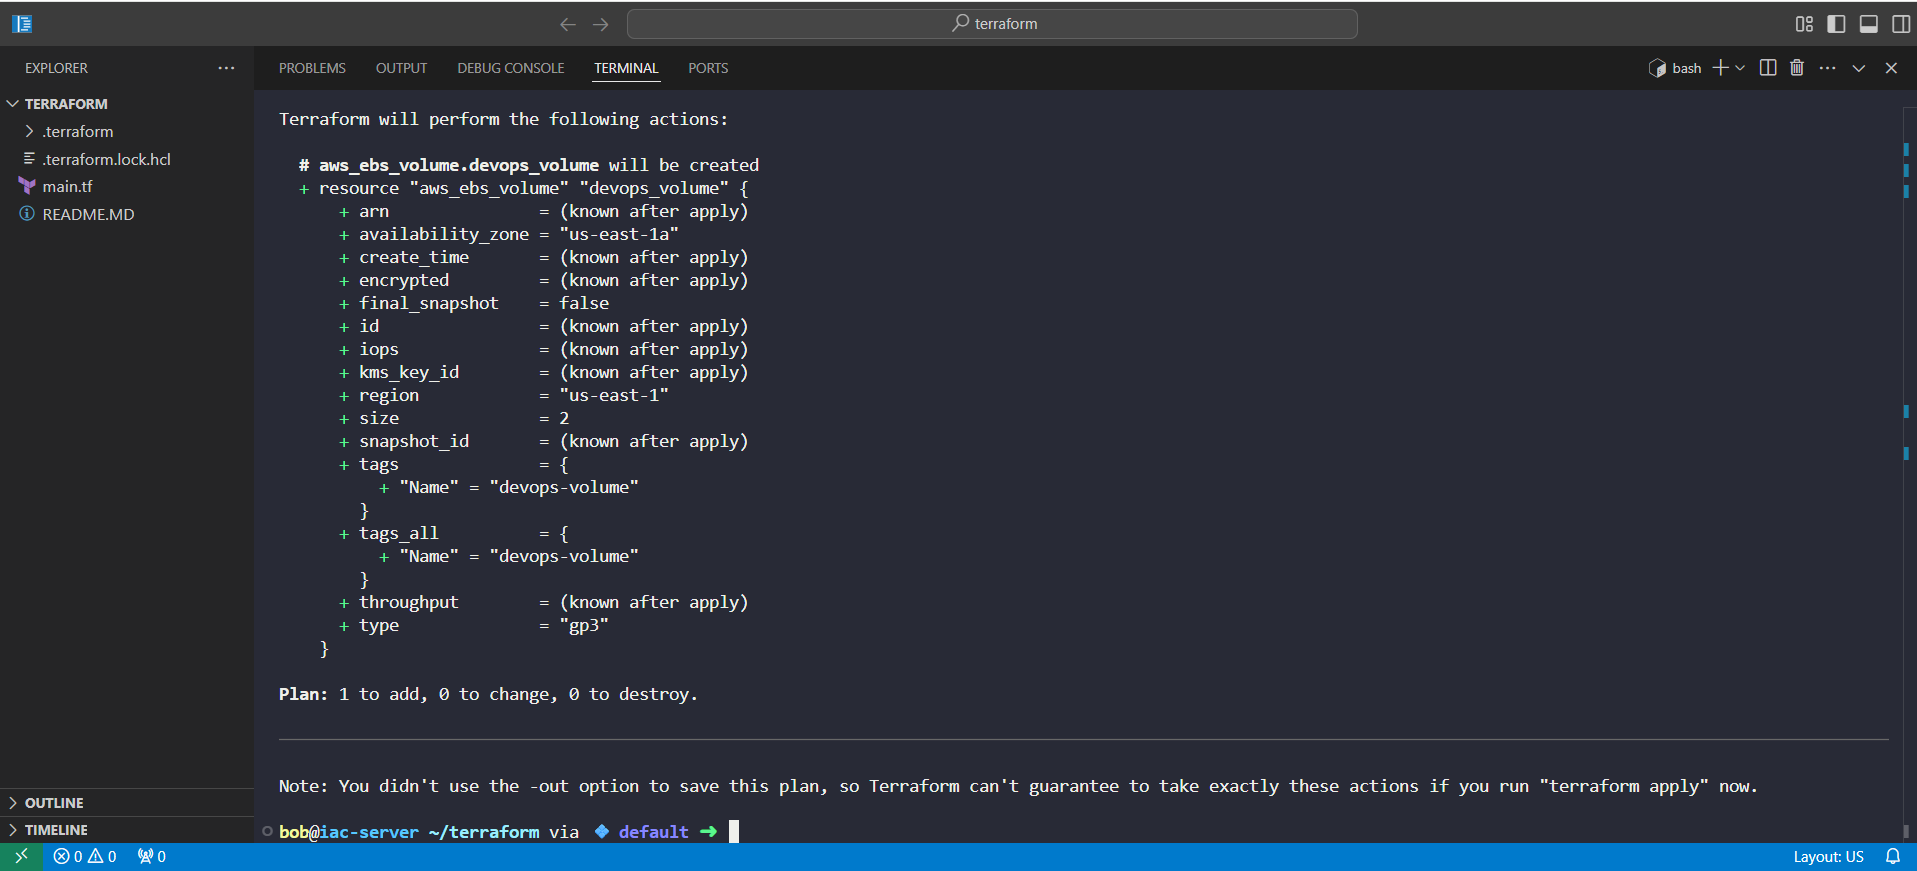 terraform
EXPLORER
PROBLEMS OUTPUT DEBUG CONSOLE TERMINAL PORTS
bash
TERRAFORM
.terraform
.terraform.lock.hcl
main.tf
README.MD
Terraform will perform the following actions:
# aws_ebs_volume.devops_volume will be created
+ resource "aws_ebs_volume" "devops_volume" {
+ arn = (known after apply)
+ availability_zone = "us-east-1a"
+ create_time = (known after apply)
+ encrypted = (known after apply)
+ final_snapshot = false
+ id = (known after apply)
+ iops = (known after apply)
+ kms_key_id = (known after apply)
+ region = "us-east-1"
+ size = 2
+ snapshot_id = (known after apply)
+ tags = {
+ "Name" = "devops-volume"
}
+ tags_all = {
+ "Name" = "devops-volume"
}
+ throughput = (known after apply)
+ type = "gp3"
}
Plan: 1 to add, 0 to change, 0 to destroy.
Note: You didn't use the -out option to save this plan, so Terraform can't guarantee to take exactly these actions if you run "terraform apply" now.
bob@iac-server ~/terraform via ◆ default ➜
OUTLINE
TIMELINE
0 0 0
Layout: US